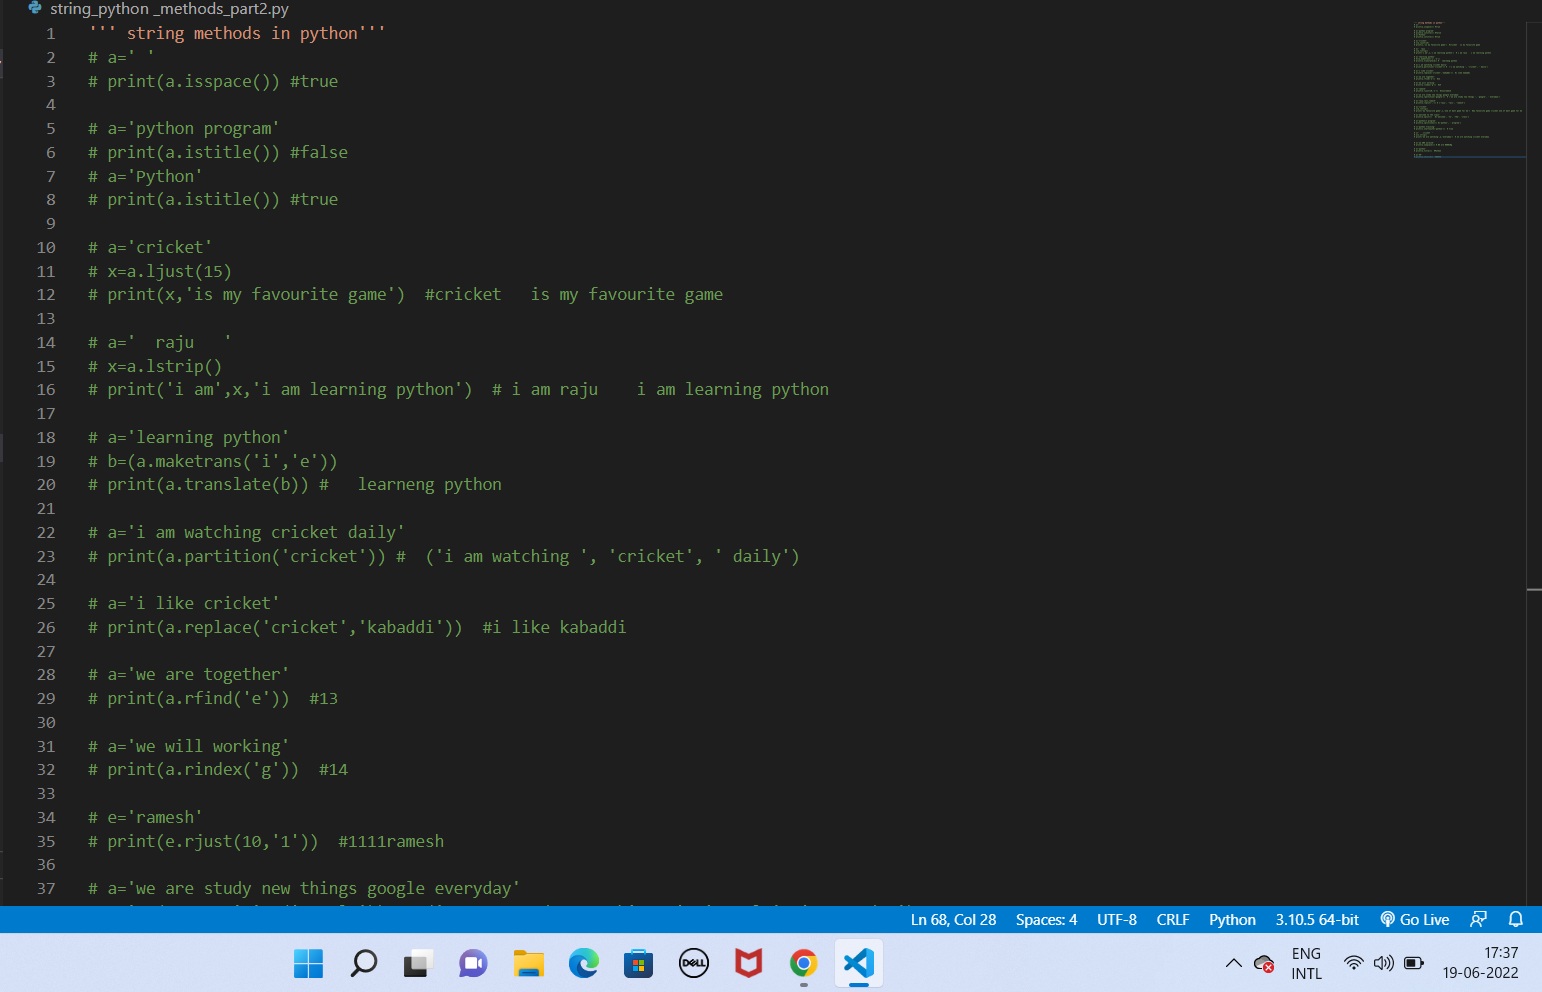 string_python _methods_part2.py
1 ''' string methods in python'''
2 # a=' '
3 # print(a.isspace()) #true
4
5 # a='python program'
6 # print(a.istitle()) #false
7 # a='Python'
8 # print(a.istitle()) #true
9
10 # a='cricket'
11 # x=a.ljust(15)
12 # print(x,'is my favourite game')  #cricket   is my favourite game
13
14 # a='  raju   '
15 # x=a.lstrip()
16 # print('i am',x,'i am learning python')  # i am raju    i am learning python
17
18 # a='learning python'
19 # b=(a.maketrans('i','e'))
20 # print(a.translate(b)) #   learneng python
21
22 # a='i am watching cricket daily'
23 # print(a.partition('cricket')) #  ('i am watching ', 'cricket', ' daily')
24
25 # a='i like cricket'
26 # print(a.replace('cricket','kabaddi'))  #i like kabaddi
27
28 # a='we are together'
29 # print(a.rfind('e'))  #13
30
31 # a='we will working'
32 # print(a.rindex('g'))  #14
33
34 # e='ramesh'
35 # print(e.rjust(10,'1'))  #1111ramesh
36
37 # a='we are study new things google everyday'
Ln 68, Col 28 Spaces: 4 UTF-8 CRLF Python 3.10.5 64-bit Go Live
DELL
ENG
INTL
17:37
19-06-2022